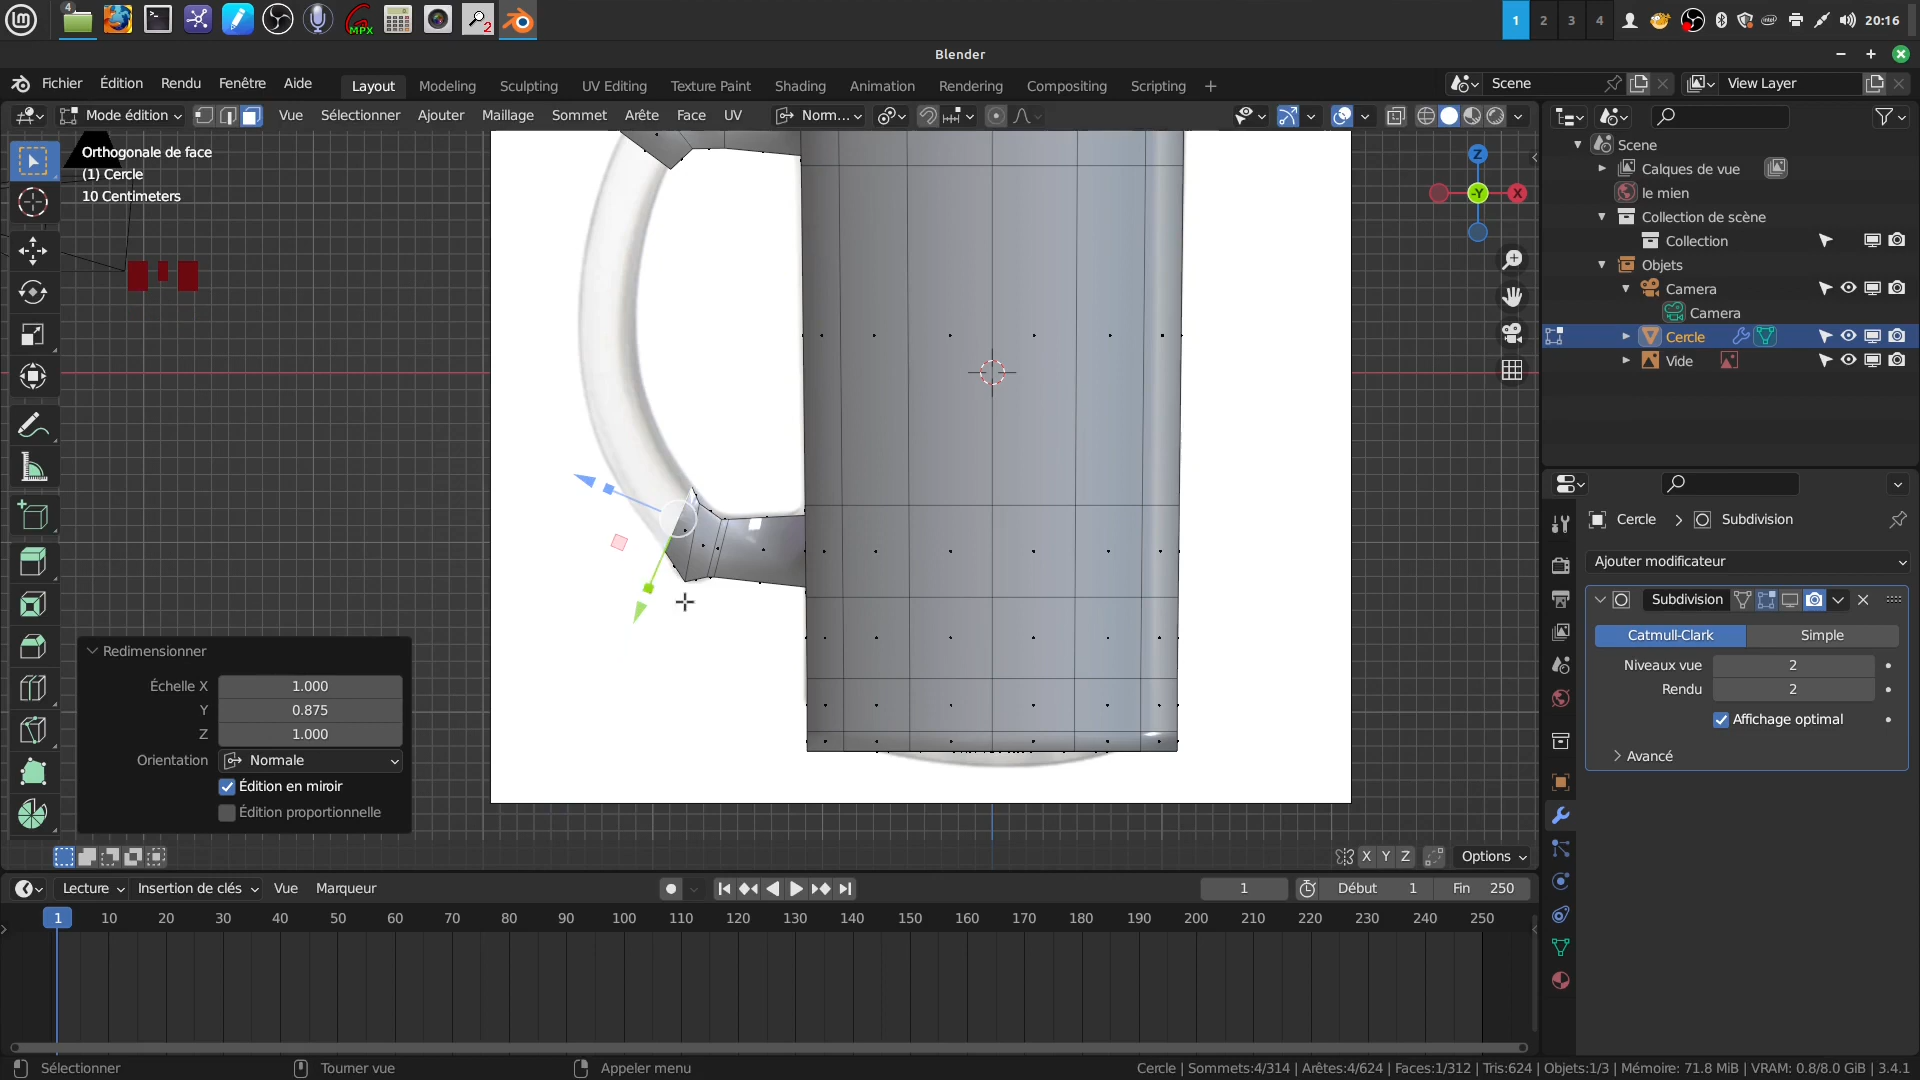 4
MPX
2
1 2 3 4
20:16
Blender
Fichier Édition Rendu Fenêtre Aide
Layout Modeling Sculpting UV Editing Texture Paint Shading Animation Rendering Compositing Scripting +
Scene
View Layer
Mode édition
Vue Sélectionner Ajouter Maillage Sommet Arête Face UV
Norm...
Orthogonale de face
(1) Cercle
10 Centimeters
Z
-Y
X
Scene
Calques de vue
le mien
Collection de scène
Collection
Objets
Camera
Camera
Cercle
Vide
Cercle
Subdivision
Ajouter modificateur
Subdivision
Catmull-Clark
Simple
Niveaux vue 2
Rendu 2
Affichage optimal
Avancé
Redimensionner
Échelle X 1.000
Y 0.875
Z 1.000
Orientation Normale
Édition en miroir
Édition proportionnelle
X Y Z
Options
Lecture Insertion de clés Vue Marqueur
1
Début 1
Fin 250
1 10 20 30 40 50 60 70 80 90 100 110 120 130 140 150 160 170 180 190 200 210 220 230 240 250
Sélectionner
Tourner vue
Appeler menu
Cercle | Sommets:4/314 | Arêtes:4/624 | Faces:1/312 | Tris:624 | Objets:1/3 | Mémoire: 71.8 MiB | VRAM: 0.8/8.0 GiB | 3.4.1